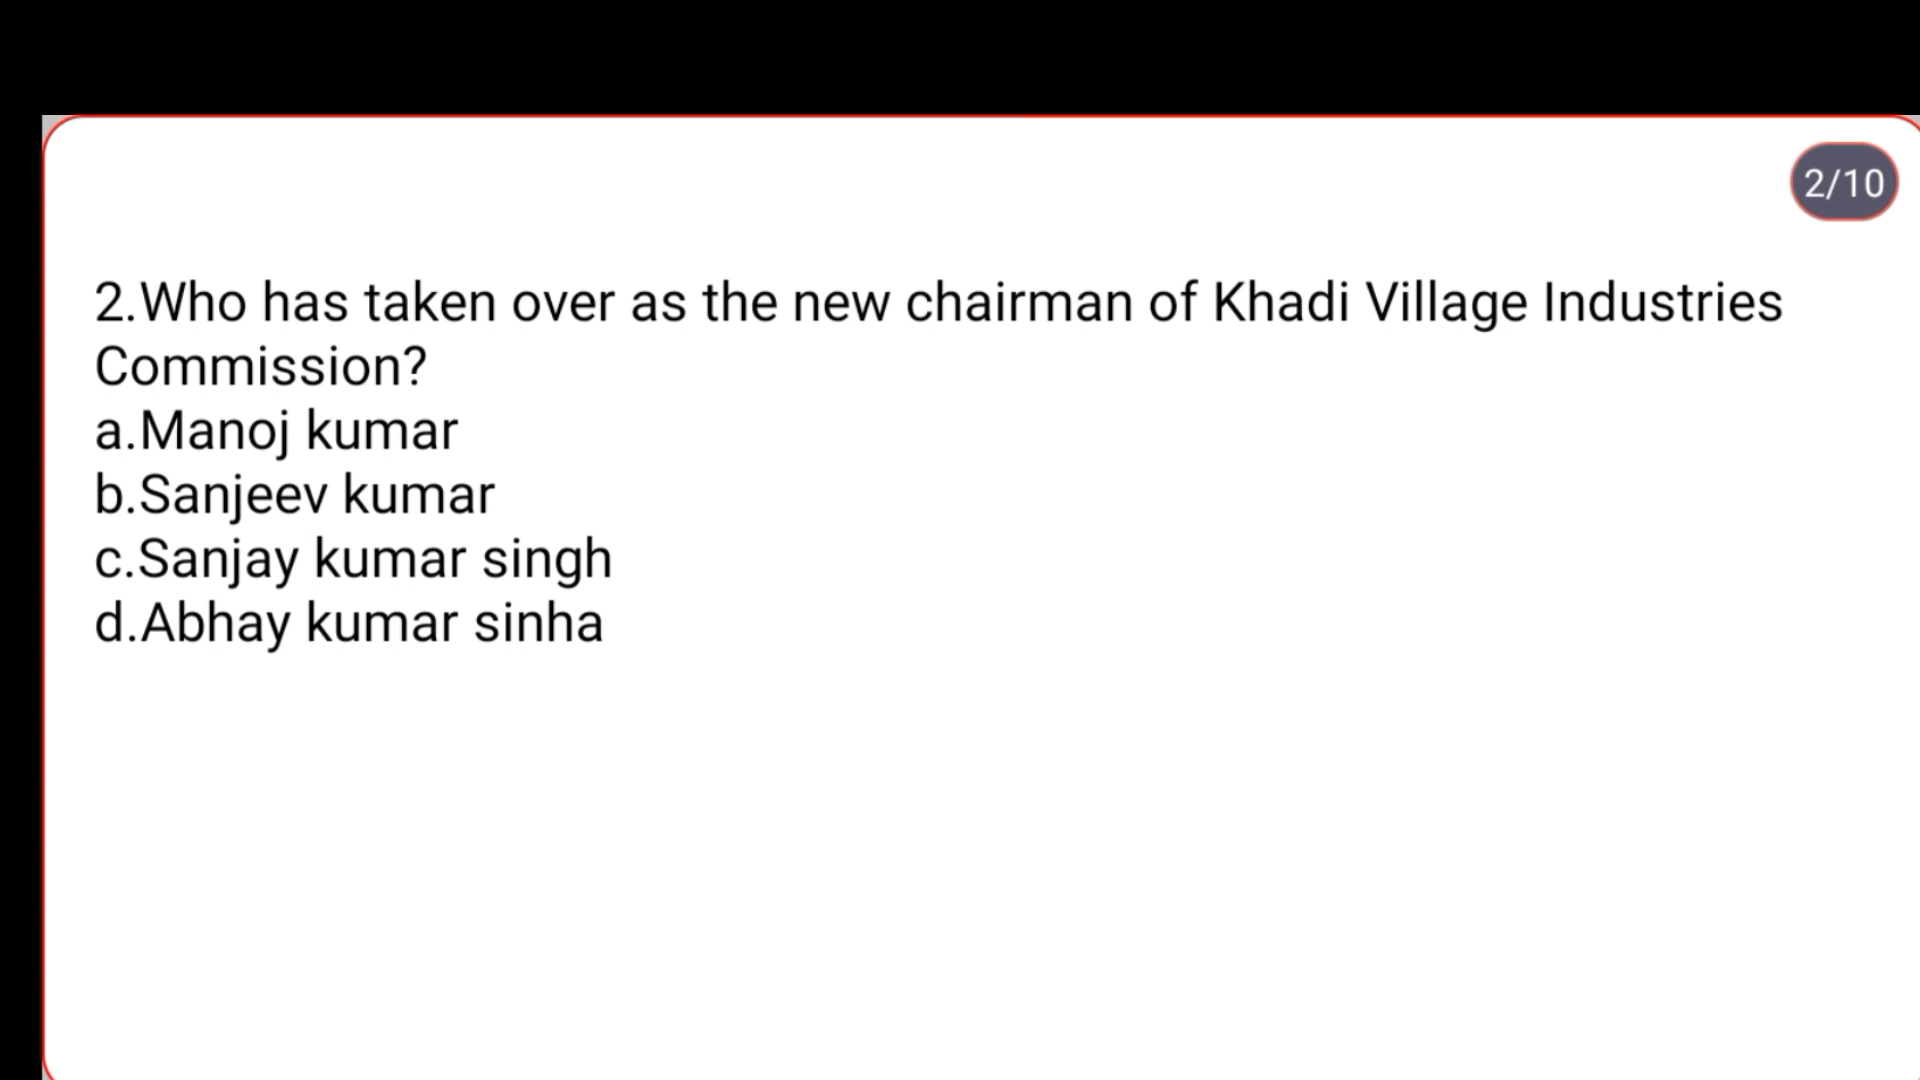 2/10
2.Who has taken over as the new chairman of Khadi Village Industries
Commission?
a.Manoj kumar
b.Sanjeev kumar
c.Sanjay kumar singh
d.Abhay kumar sinha